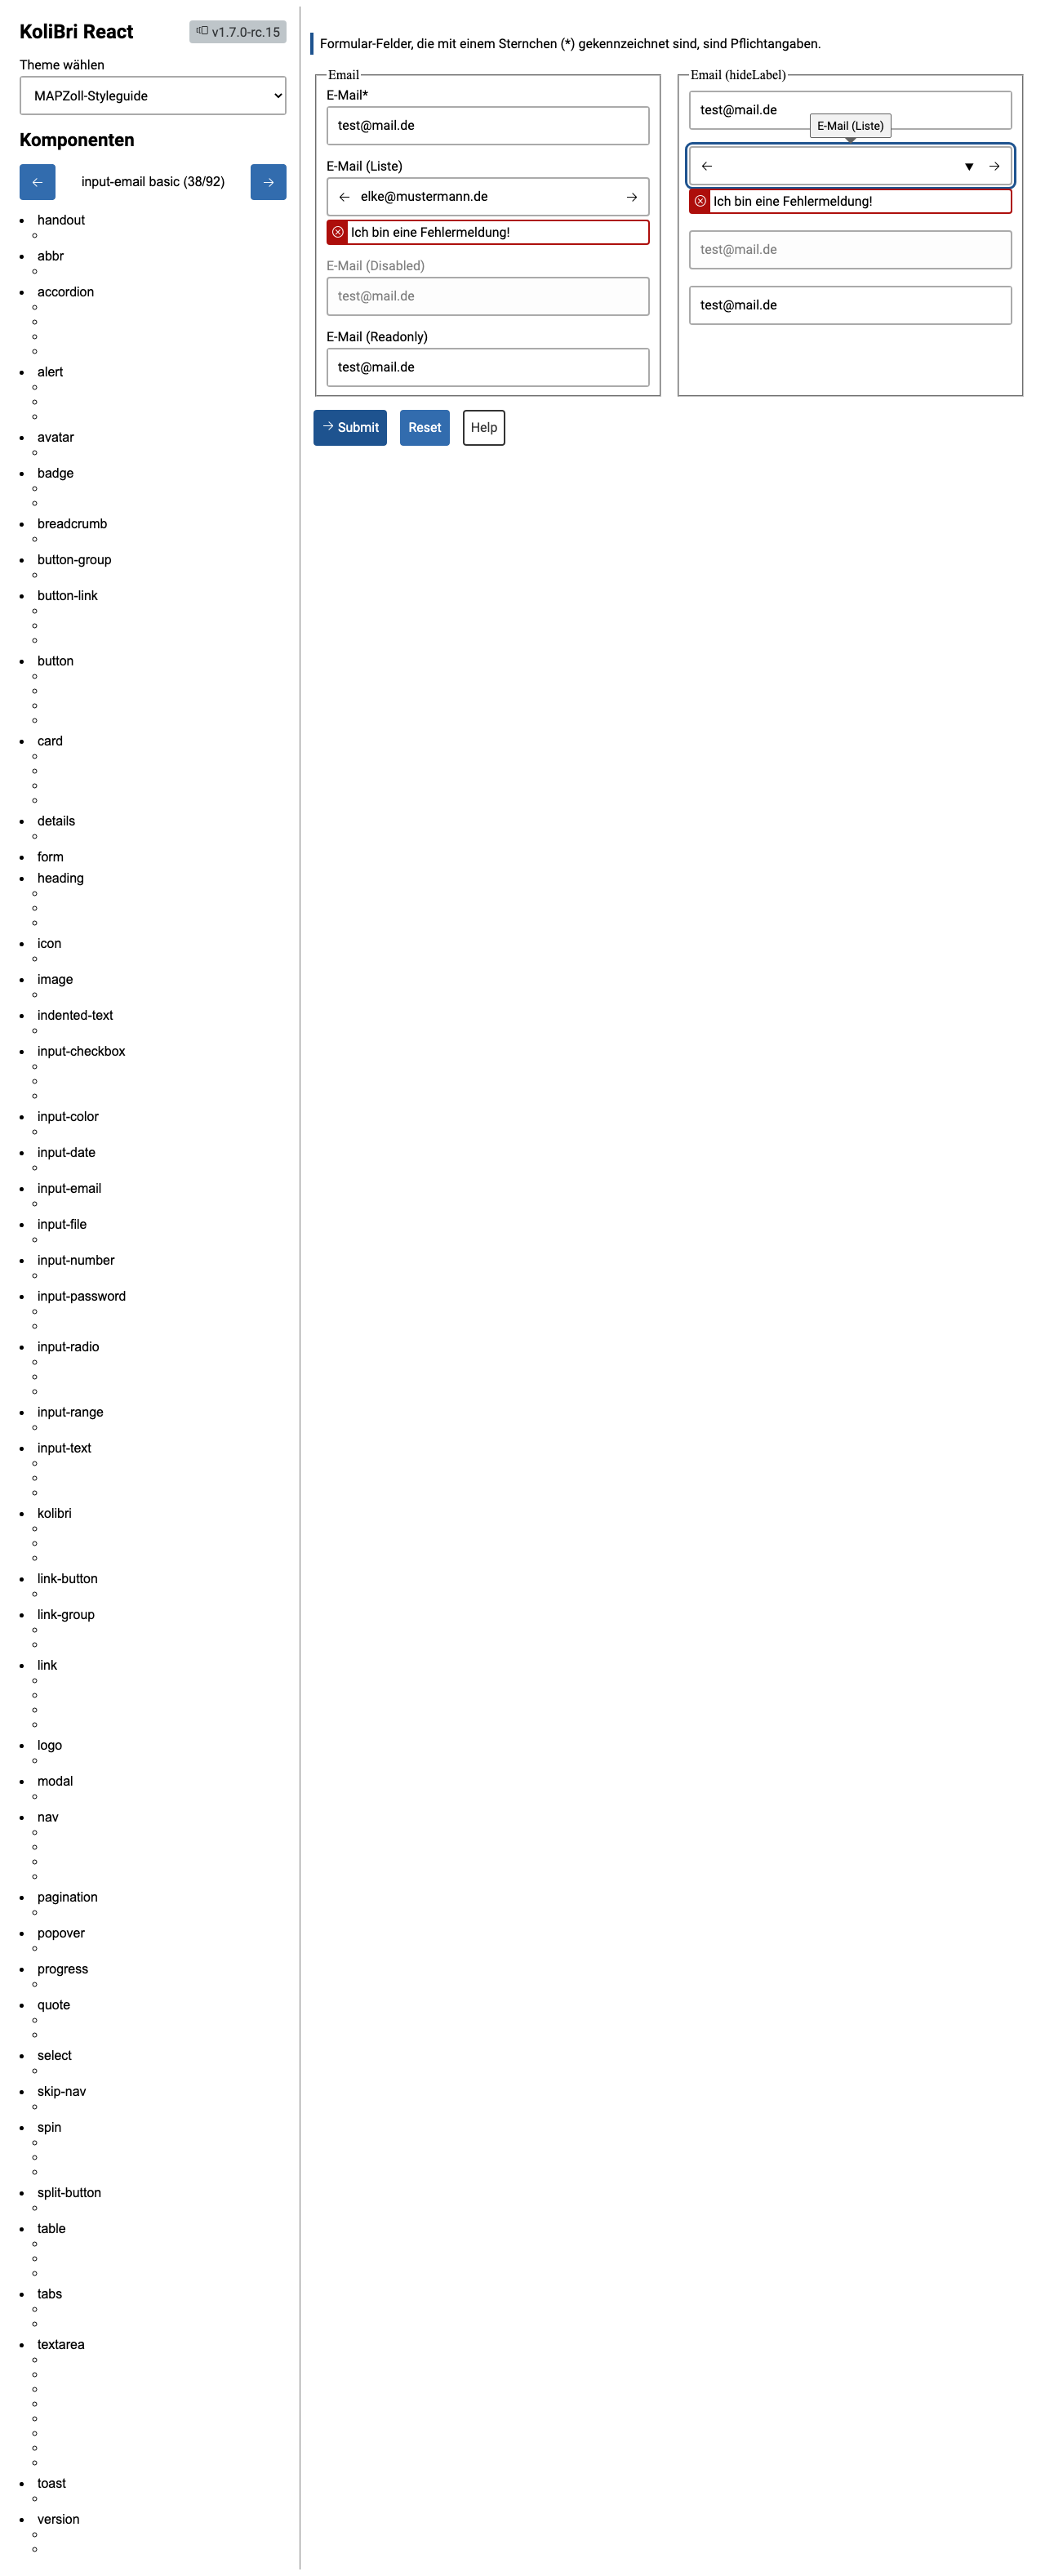 KoliBri React
v1.7.0-rc.15
Theme wählen
MAPZoll-Styleguide
Komponenten
input-email basic (38/92)
handout
abbr
accordion
alert
avatar
badge
breadcrumb
button-group
button-link
button
card
details
form
heading
icon
image
indented-text
input-checkbox
input-color
input-date
input-email
input-file
input-number
input-password
input-radio
input-range
input-text
kolibri
link-button
link-group
link
logo
modal
nav
pagination
popover
progress
quote
select
skip-nav
spin
split-button
table
tabs
textarea
toast
version
Formular-Felder, die mit einem Sternchen (*) gekennzeichnet sind, sind Pflichtangaben.
Email
E-Mail*
test@mail.de
E-Mail (Liste)
elke@mustermann.de
Ich bin eine Fehlermeldung!
E-Mail (Disabled)
test@mail.de
E-Mail (Readonly)
test@mail.de
Email (hideLabel)
test@mail.de
E-Mail (Liste)
Ich bin eine Fehlermeldung!
test@mail.de
test@mail.de
Submit
Reset
Help